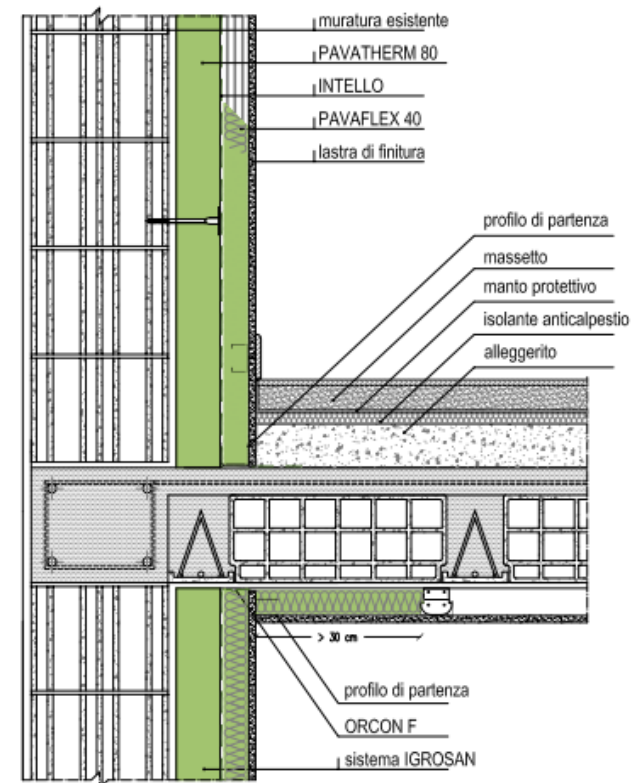 muratura esistente
PAVATHERM 80
INTELLO
PAVAFLEX 40
lastra di finitura
profilo di partenza
massetto
manto protettivo
isolante anticalpestio
alleggerito
> 30 cm
profilo di partenza
ORCON F
sistema IGROSAN